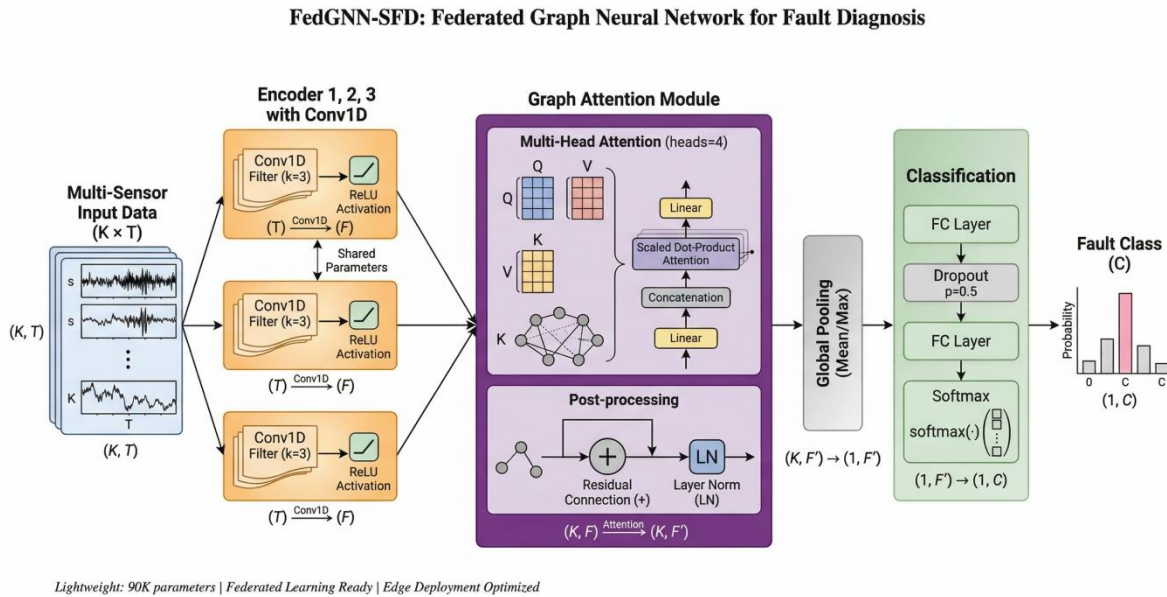 FedGNN-SFD: Federated Graph Neural Network for Fault Diagnosis
Multi-Sensor
Input Data
(K × T)
S
S
K
T
(K, T)
(K, T)
Encoder 1, 2, 3
with Conv1D
Conv1D
Filter (k=3)
ReLU
Activation
(T) Conv1D (F)
Shared
Parameters
Conv1D
Filter (k=3)
ReLU
Activation
(T) Conv1D (F)
Conv1D
Filter (k=3)
ReLU
Activation
(T) Conv1D (F)
Graph Attention Module
Multi-Head Attention (heads=4)
Q
V
Q
K
V
K
Linear
Scaled Dot-Product
Attention
Concatenation
Linear
Post-processing
+
Residual
Connection (+)
LN
Layer Norm
(LN)
(K, F) Attention (K, F')
Global Pooling
(Mean/Max)
(K, F') → (1, F')
Classification
FC Layer
Dropout
p=0.5
FC Layer
Softmax
softmax(·)
(1, F') → (1, C)
Fault Class
(C)
Probability
0
C
C
(1, C)
Lightweight: 90K parameters | Federated Learning Ready | Edge Deployment Optimized